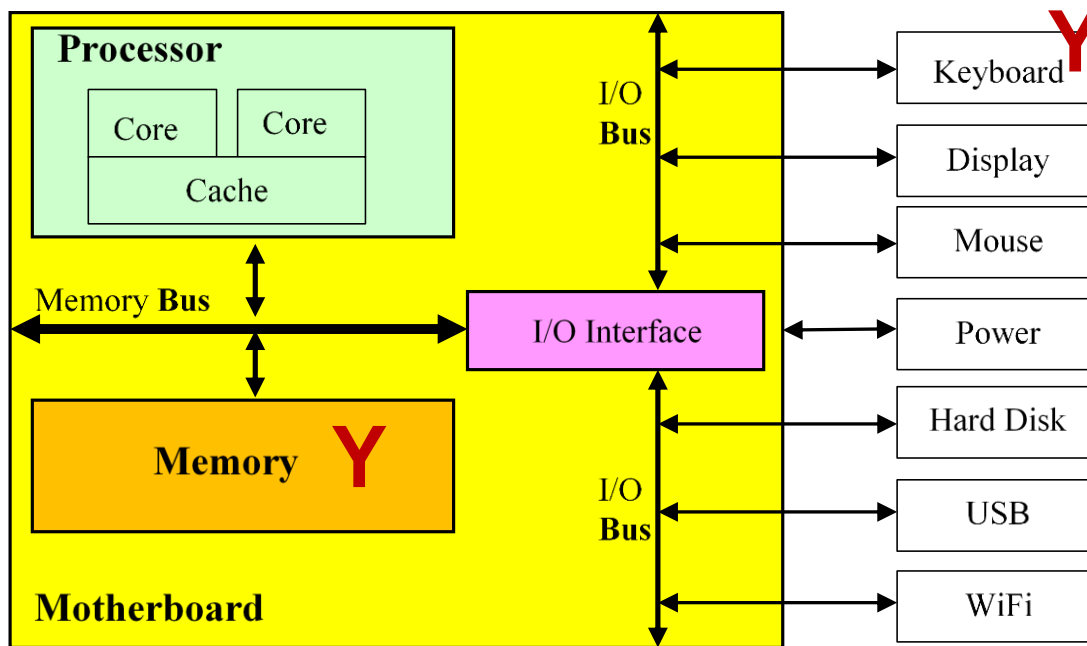 Processor
Core
Core
Cache
Memory Bus
Memory Y
Motherboard
I/O
Bus
I/O Interface
I/O
Bus
Y
Keyboard
Display
Mouse
Power
Hard Disk
USB
WiFi